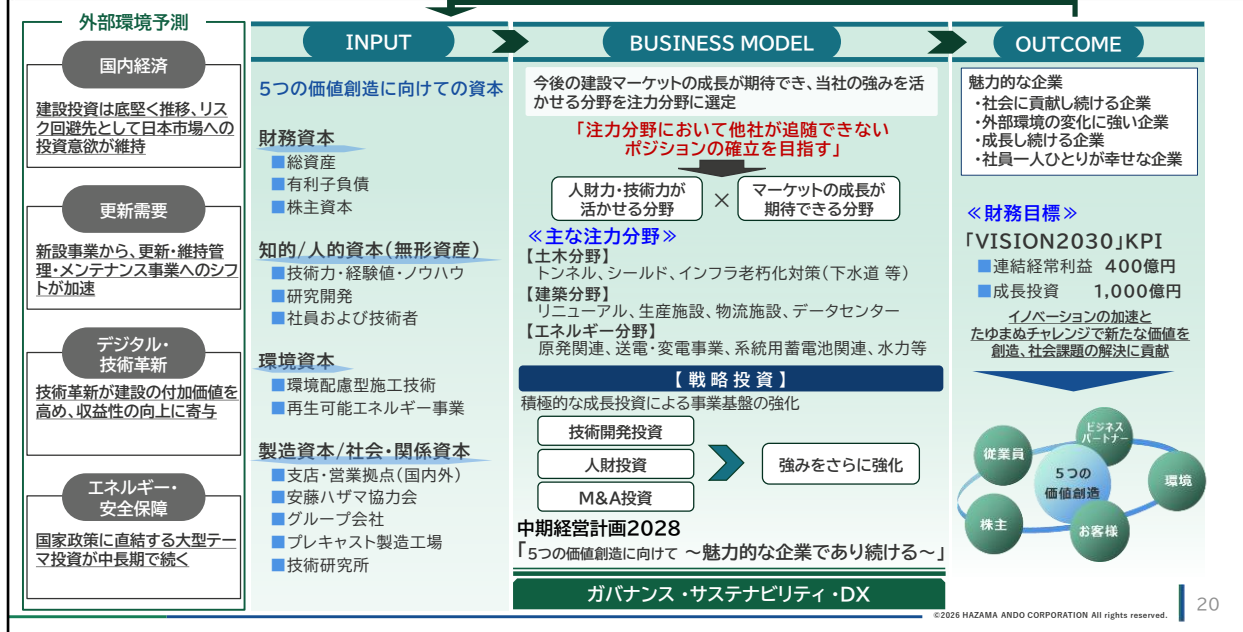 外部環境予測
国内経済
建設投資は底堅く推移、リス
ク回避先として日本市場への
投資意欲が維持
更新需要
新設事業から、更新・維持管
理・メンテナンス事業へのシフ
トが加速
デジタル・
技術革新
技術革新が建設の付加価値を
高め、収益性の向上に寄与
エネルギー・
安全保障
国家政策に直結する大型テー
マ投資が中長期で続く
INPUT
5つの価値創造に向けての資本
財務資本
■総資産
■有利子負債
■株主資本
知的/人的資本(無形資産)
■技術力・経験値・ノウハウ
■研究開発
■社員および技術者
環境資本
■環境配慮型施工技術
■再生可能エネルギー事業
製造資本/社会・関係資本
■支店・営業拠点(国内外)
■安藤ハザマ協力会
■グループ会社
■プレキャスト製造工場
■技術研究所
BUSINESS MODEL
今後の建設マーケットの成長が期待でき、当社の強みを活
かせる分野を注力分野に選定
「注力分野において他社が追随できない
ポジションの確立を目指す」
人財力・技術力が
活かせる分野
×
マーケットの成長が
期待できる分野
≪主な注力分野≫
【土木分野】
トンネル、シールド、インフラ老朽化対策(下水道 等)
【建築分野】
リニューアル、生産施設、物流施設、データセンター
【エネルギー分野】
原発関連、送電・変電事業、系統用蓄電池関連、水力等
【戦略投資】
積極的な成長投資による事業基盤の強化
技術開発投資
人財投資
M&A投資
強みをさらに強化
中期経営計画2028
「5つの価値創造に向けて ～魅力的な企業であり続ける～」
ガバナンス・サステナビリティ・DX
OUTCOME
魅力的な企業
・社会に貢献し続ける企業
・外部環境の変化に強い企業
・成長し続ける企業
・社員一人ひとりが幸せな企業
≪財務目標≫
「VISION2030」KPI
■連結経常利益 400億円
■成長投資 1,000億円
イノベーションの加速と
たゆまぬチャレンジで新たな価値を
創造、社会課題の解決に貢献
ビジネス
パートナー
従業員
5つの
価値創造
環境
株主
お客様
©2026 HAZAMA ANDO CORPORATION All rights reserved.
20